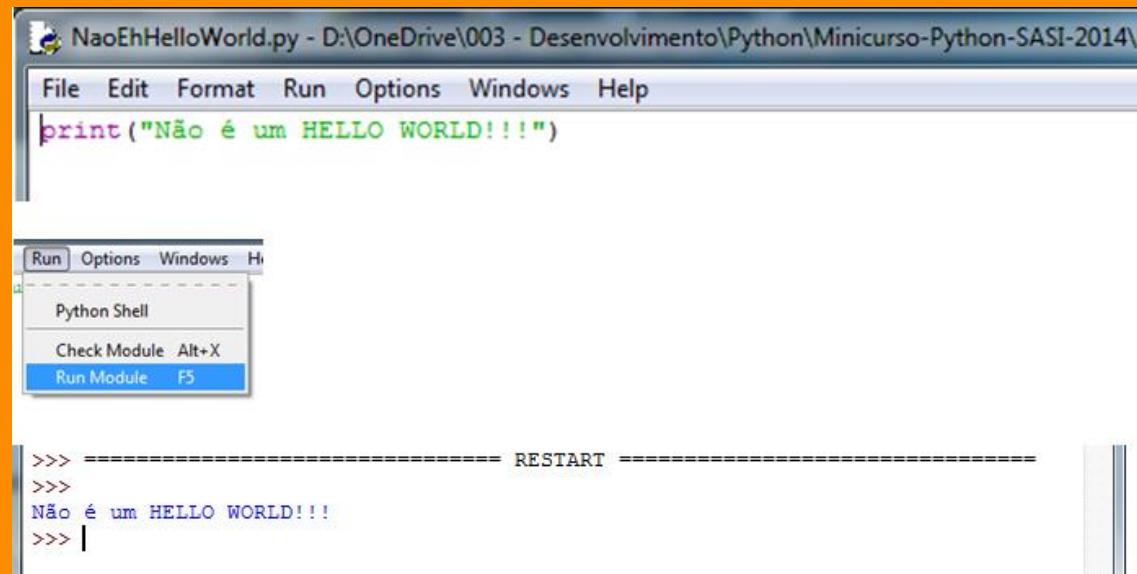 NaoEhHelloWorld.py - D:\OneDrive\003 - Desenvolvimento\Python\Minicurso-Python-SASI-2014\
File Edit Format Run Options Windows Help
print("Não é um HELLO WORLD!!!")
Run Options Windows
Python Shell
Check Module Alt+X
Run Module F5
>>> ================================ RESTART ================================
>>>
Não é um HELLO WORLD!!!
>>>